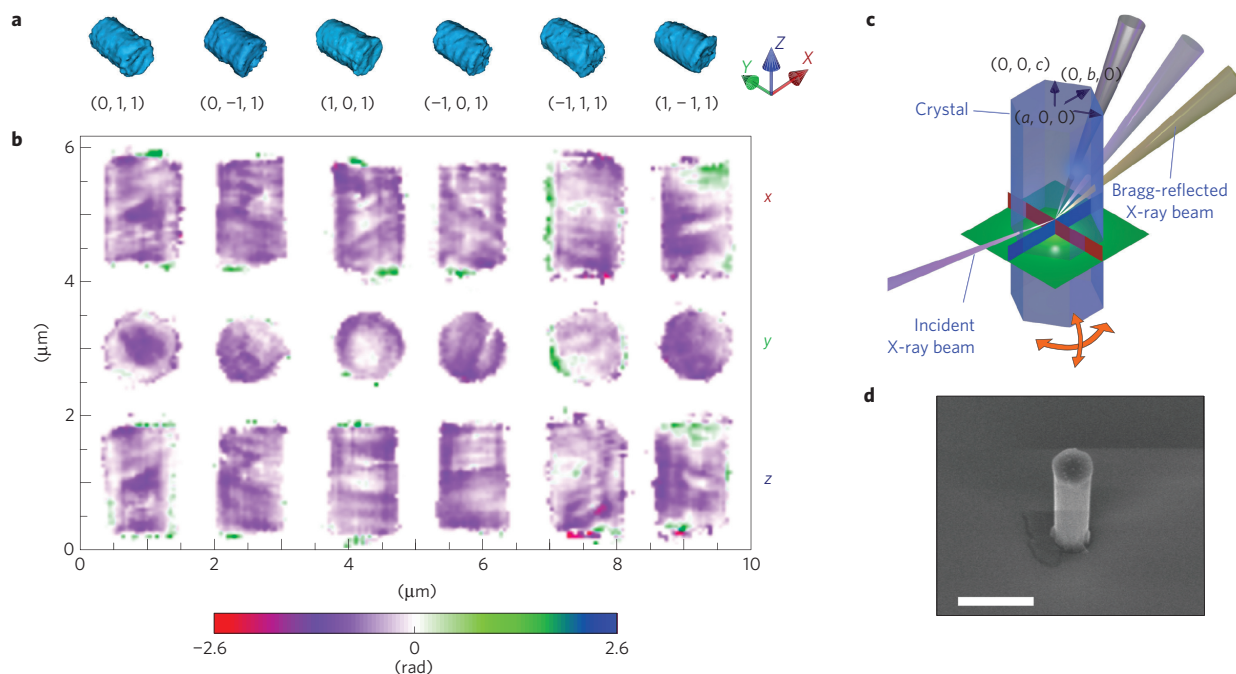 a
(0, 1, 1)
(0, −1, 1)
(1, 0, 1)
(−1, 0, 1)
(−1, 1, 1)
(1, −1, 1)
Z
Y
X
b
6
4
2
0
(μm)
x
y
z
0
2
4
6
8
10
(μm)
−2.6
0
2.6
(rad)
c
(0, 0, c)
(0, b, 0)
(a, 0, 0)
Crystal
Bragg-reflected
X-ray beam
Incident
X-ray beam
d